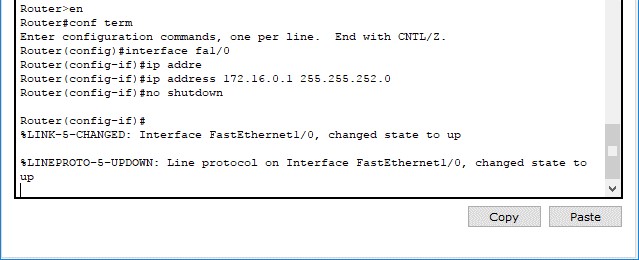 Router>en
Router#conf term
Enter configuration commands, one per line.  End with CNTL/Z.
Router(config)#interface fa1/0
Router(config-if)#ip addre
Router(config-if)#ip address 172.16.0.1 255.255.252.0
Router(config-if)#no shutdown
Router(config-if)#
%LINK-5-CHANGED: Interface FastEthernet1/0, changed state to up
%LINEPROTO-5-UPDOWN: Line protocol on Interface FastEthernet1/0, changed state to
up
Copy Paste